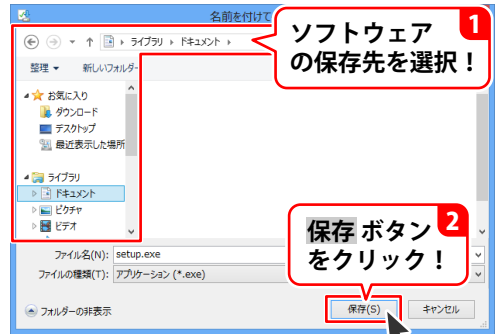 名前を付けて
ソフトウェア
の保存先を選択！
1
ライブラリ ▸ ドキュメント ▸
整理 ▾ 新しいフォルダー
お気に入り
ダウンロード
デスクトップ
最近表示した場所
ライブラリ
ドキュメント
ピクチャ
ビデオ
保存 ボタン
をクリック！
2
ファイル名(N): setup.exe
ファイルの種類(T): アプリケーション (*.exe)
フォルダーの非表示
保存(S)
キャンセル